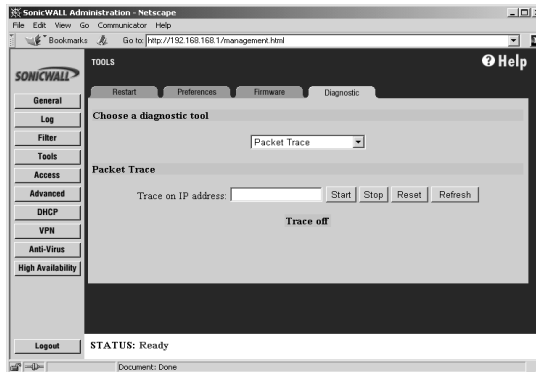 SonicWALL Administration - Netscape
File Edit View Go Communicator Help
Bookmarks Go to: http://192.168.168.1/management.html
SONICWALL
TOOLS
Help
Restart Preferences Firmware Diagnostic
General
Log
Filter
Tools
Access
Advanced
DHCP
VPN
Anti-Virus
High Availability
Logout
Choose a diagnostic tool
Packet Trace
Packet Trace
Trace on IP address: Start Stop Reset Refresh
Trace off
STATUS: Ready
Document: Done